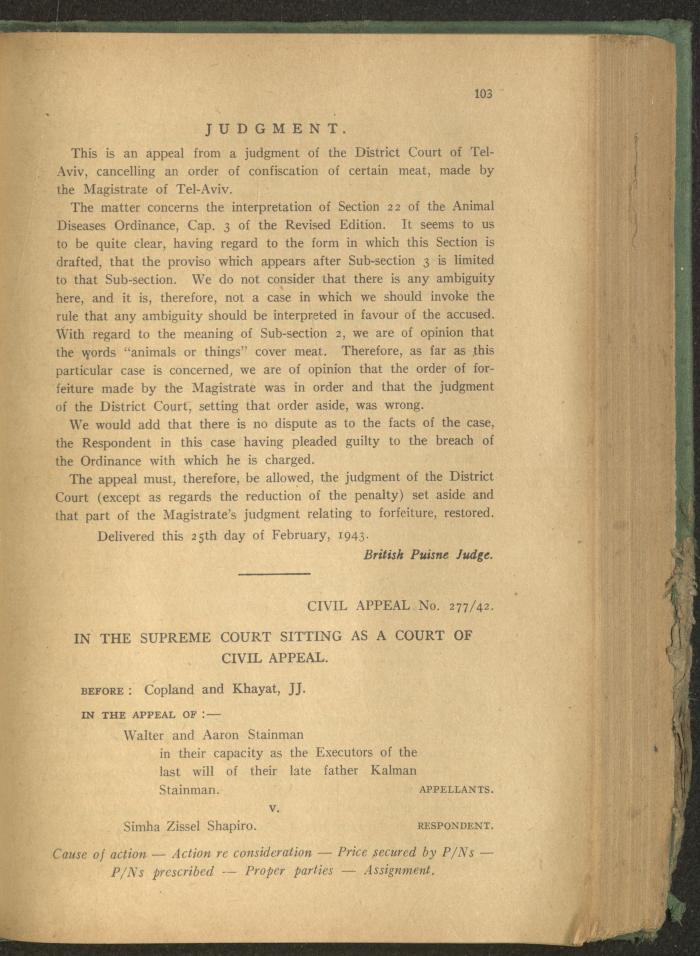 103
JUDGMENT.
This is an appeal from a judgment of the District Court of Tel-
Aviv, cancelling an order of confiscation of certain meat, made by
the Magistrate of Tel-Aviv.
The matter concerns the interpretation of Section 22 of the Animal
Diseases Ordinance, Cap. 3 of the Revised Edition. It seems to us
to be quite clear, having regard to the form in which this Section is
drafted, that the proviso which appears after Sub-section 3 is limited
to that Sub-section. We do not consider that there is any ambiguity
here, and it is, therefore, not a case in which we should invoke the
rule that any ambiguity should be interpreted in favour of the accused.
With regard to the meaning of Sub-section 2, we are of opinion that
the words "animals or things" cover meat. Therefore, as far as this
particular case is concerned, we are of opinion that the order of for-
feiture made by the Magistrate was in order and that the judgment
of the District Court, setting that order aside, was wrong.
We would add that there is no dispute as to the facts of the case,
the Respondent in this case having pleaded guilty to the breach of
the Ordinance with which he is charged.
The appeal must, therefore, be allowed, the judgment of the District
Court (except as regards the reduction of the penalty) set aside and
that part of the Magistrate's judgment relating to forfeiture, restored.
Delivered this 25th day of February, 1943.
British Puisne Judge.
CIVIL APPEAL No. 277/42.
IN THE SUPREME COURT SITTING AS A COURT OF
CIVIL APPEAL.
BEFORE : Copland and Khayat, JJ.
IN THE APPEAL OF :—
Walter and Aaron Stainman
in their capacity as the Executors of the
last will of their late father Kalman
Stainman. APPELLANTS.
v.
Simha Zissel Shapiro. RESPONDENT.
Cause of action — Action re consideration — Price secured by P/Ns —
P/Ns prescribed — Proper parties — Assignment.